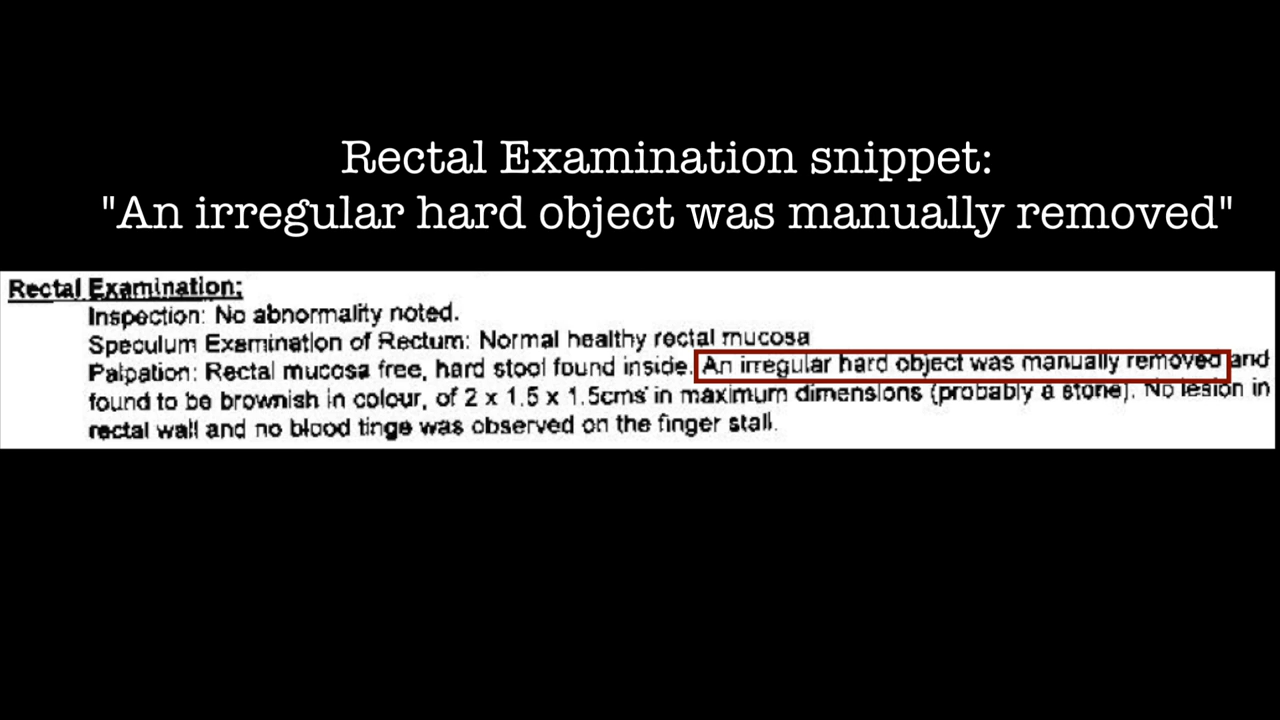 Rectal Examination snippet:
"An irregular hard object was manually removed"
Rectal Examination:
Inspection: No abnormality noted.
Speculum Examination of Rectum: Normal healthy rectal mucosa
Palpation: Rectal mucosa free, hard stool found inside. An irregular hard object was manually removed and
found to be brownish in colour, of 2 x 1.5 x 1.5cms in maximum dimensions (probably a stone). No lesion in
rectal wall and no blood tinge was observed on the finger stall.